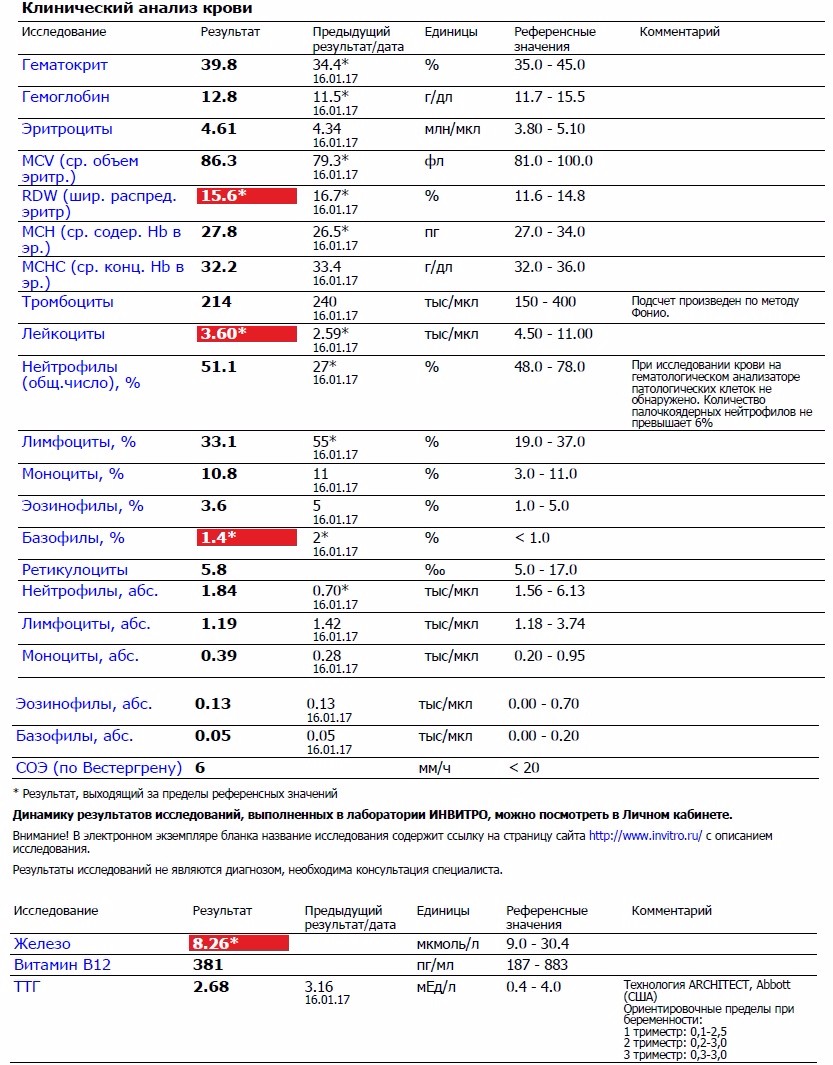 Клинический анализ крови
Исследование Результат Предыдущий Единицы Референсные Комментарий
результат/дата значения
Гематокрит 39.8 34.4* % 35.0 - 45.0
16.01.17
Гемоглобин 12.8 11.5* г/дл 11.7 - 15.5
16.01.17
Эритроциты 4.61 4.34 млн/мкл 3.80 - 5.10
16.01.17
MCV (ср. объем 86.3 79.3* фл 81.0 - 100.0
эритр.) 16.01.17
RDW (шир. распред. 15.6* 16.7* % 11.6 - 14.8
эритр) 16.01.17
MCH (ср. содер. Hb в 27.8 26.5* пг 27.0 - 34.0
эр.) 16.01.17
MCHC (ср. конц. Hb в 32.2 33.4 г/дл 32.0 - 36.0
эр.) 16.01.17
Тромбоциты 214 240 тыс/мкл 150 - 400 Подсчет произведен по методу
16.01.17 Фонио.
Лейкоциты 3.60* 2.59* тыс/мкл 4.50 - 11.00
16.01.17
Нейтрофилы 51.1 27* % 48.0 - 78.0 При исследовании крови на
(общ.число), % 16.01.17 гематологическом анализаторе
патологических клеток не
обнаружено. Количество
палочкоядерных нейтрофилов не
превышает 6%
Лимфоциты, % 33.1 55* % 19.0 - 37.0
16.01.17
Моноциты, % 10.8 11 % 3.0 - 11.0
16.01.17
Эозинофилы, % 3.6 5 % 1.0 - 5.0
16.01.17
Базофилы, % 1.4* 2* % < 1.0
16.01.17
Ретикулоциты 5.8 ‰ 5.0 - 17.0
Нейтрофилы, абс. 1.84 0.70* тыс/мкл 1.56 - 6.13
16.01.17
Лимфоциты, абс. 1.19 1.42 тыс/мкл 1.18 - 3.74
16.01.17
Моноциты, абс. 0.39 0.28 тыс/мкл 0.20 - 0.95
16.01.17
Эозинофилы, абс. 0.13 0.13 тыс/мкл 0.00 - 0.70
16.01.17
Базофилы, абс. 0.05 0.05 тыс/мкл 0.00 - 0.20
16.01.17
СОЭ (по Вестергрену) 6 мм/ч < 20
* Результат, выходящий за пределы референсных значений
Динамику результатов исследований, выполненных в лаборатории ИНВИТРО, можно посмотреть в Личном кабинете.
Внимание! В электронном экземпляре бланка название исследования содержит ссылку на страницу сайта http://www.invitro.ru/ с описанием
исследования.
Результаты исследований не являются диагнозом, необходима консультация специалиста.
Исследование Результат Предыдущий Единицы Референсные Комментарий
результат/дата значения
Железо 8.26* мкмоль/л 9.0 - 30.4
Витамин B12 381 пг/мл 187 - 883
ТТГ 2.68 3.16 мЕд/л 0.4 - 4.0 Технология ARCHITECT, Abbott
16.01.17 (США)
Ориентировочные пределы при
беременности:
1 триместр: 0,1-2,5
2 триместр: 0,2-3,0
3 триместр: 0,3-3,0